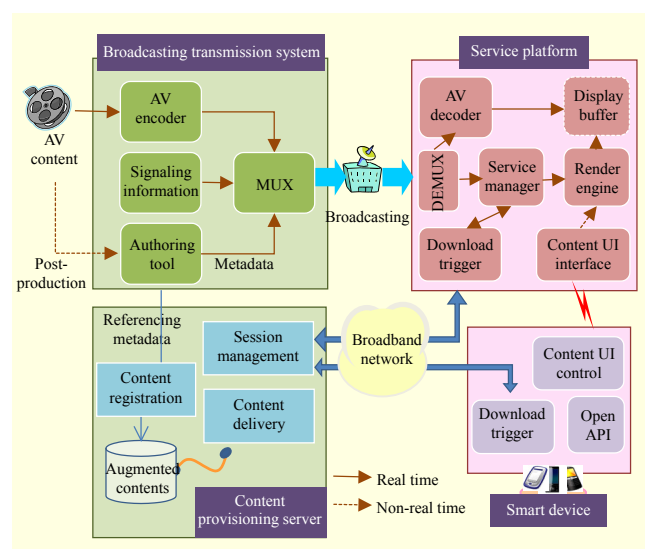 Broadcasting transmission system
Service platform
AV
content
AV
encoder
Signaling
information
MUX
Authoring
tool
Metadata
Post-
production
Broadcasting
AV
decoder
Display
buffer
DEMUX
Service
manager
Render
engine
Download
trigger
Content UI
interface
Referencing
metadata
Session
management
Broadband
network
Content
registration
Content
delivery
Augmented
contents
Content
provisioning server
Content UI
control
Download
trigger
Open
API
Smart device
Real time
Non-real time